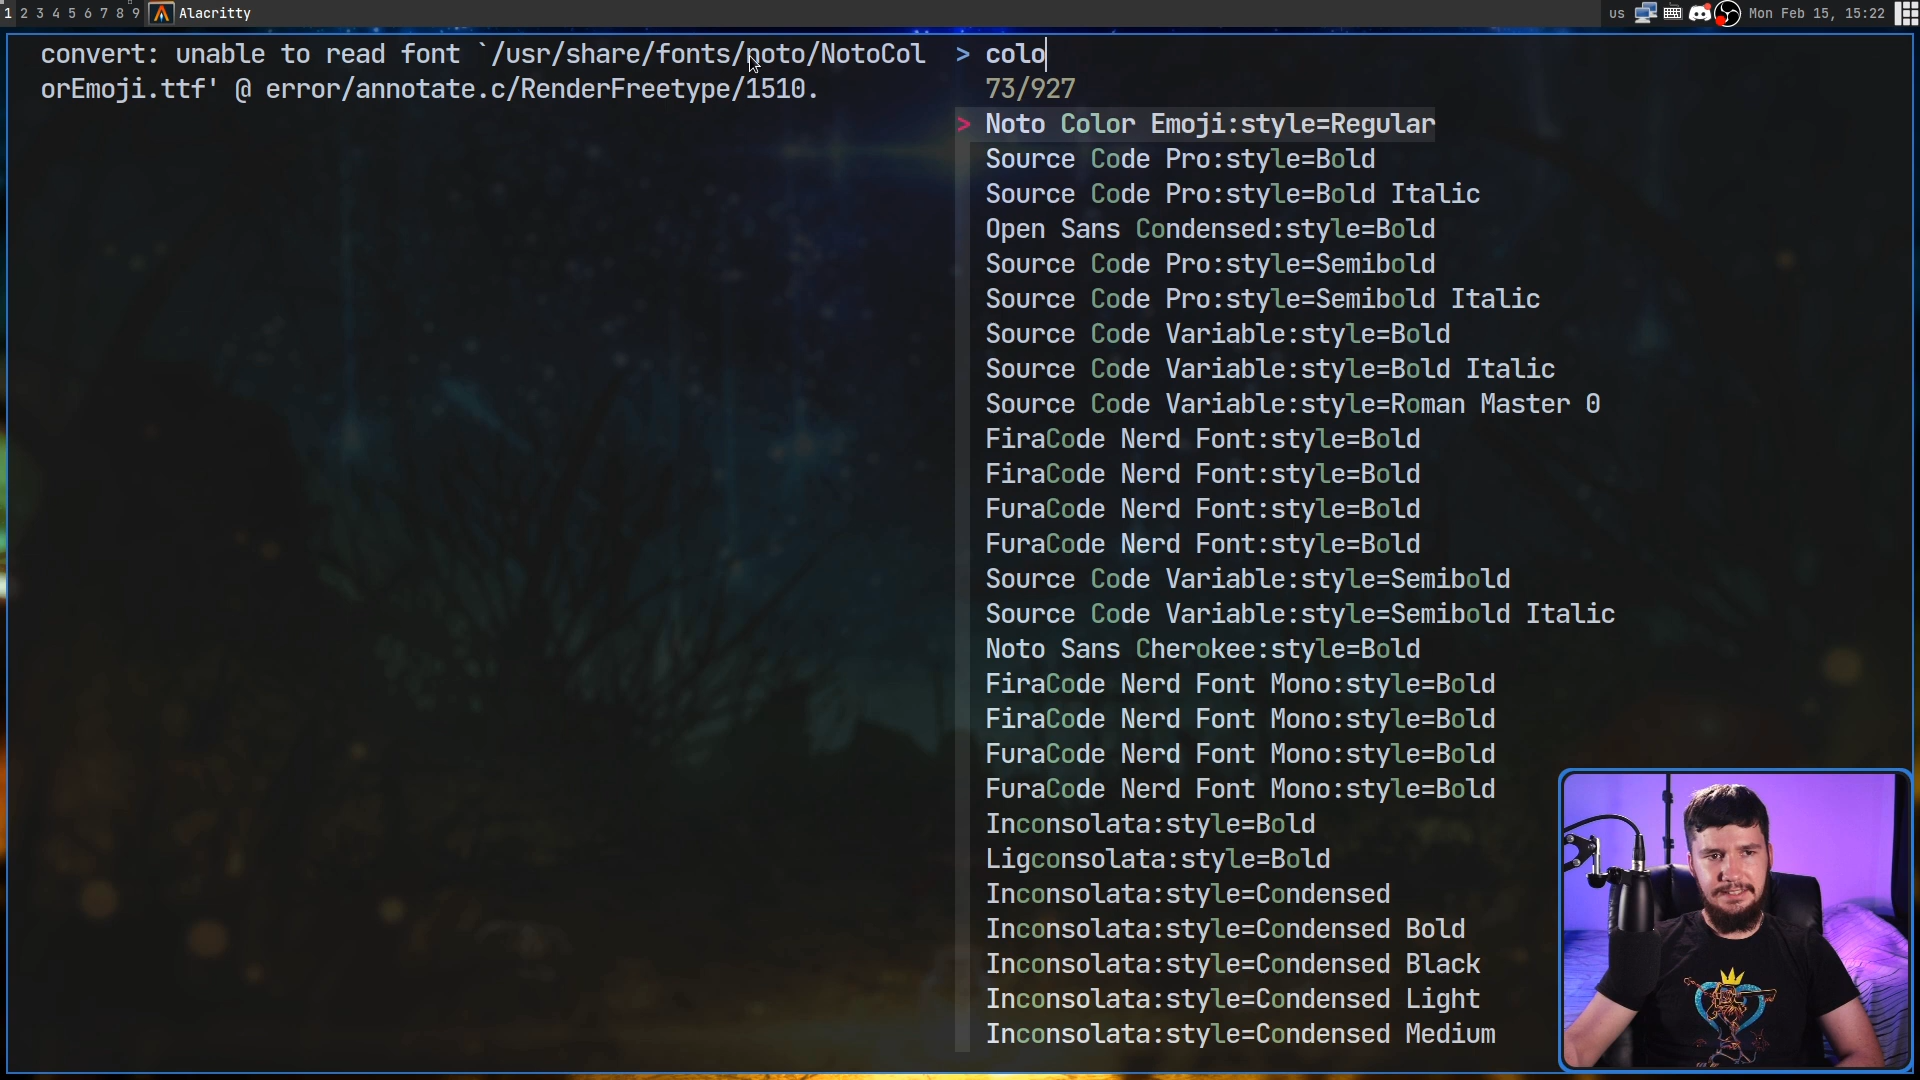 1 2 3 4 5 6 7 8 9 Alacritty
us Mon Feb 15, 15:22
convert: unable to read font `/usr/share/fonts/noto/NotoCol
orEmoji.ttf' @ error/annotate.c/RenderFreetype/1510.
> colo
73/927
> Noto Color Emoji:style=Regular
Source Code Pro:style=Bold
Source Code Pro:style=Bold Italic
Open Sans Condensed:style=Bold
Source Code Pro:style=Semibold
Source Code Pro:style=Semibold Italic
Source Code Variable:style=Bold
Source Code Variable:style=Bold Italic
Source Code Variable:style=Roman Master 0
FiraCode Nerd Font:style=Bold
FiraCode Nerd Font:style=Bold
FuraCode Nerd Font:style=Bold
FuraCode Nerd Font:style=Bold
Source Code Variable:style=Semibold
Source Code Variable:style=Semibold Italic
Noto Sans Cherokee:style=Bold
FiraCode Nerd Font Mono:style=Bold
FiraCode Nerd Font Mono:style=Bold
FuraCode Nerd Font Mono:style=Bold
FuraCode Nerd Font Mono:style=Bold
Inconsolata:style=Bold
Ligconsolata:style=Bold
Inconsolata:style=Condensed
Inconsolata:style=Condensed Bold
Inconsolata:style=Condensed Black
Inconsolata:style=Condensed Light
Inconsolata:style=Condensed Medium